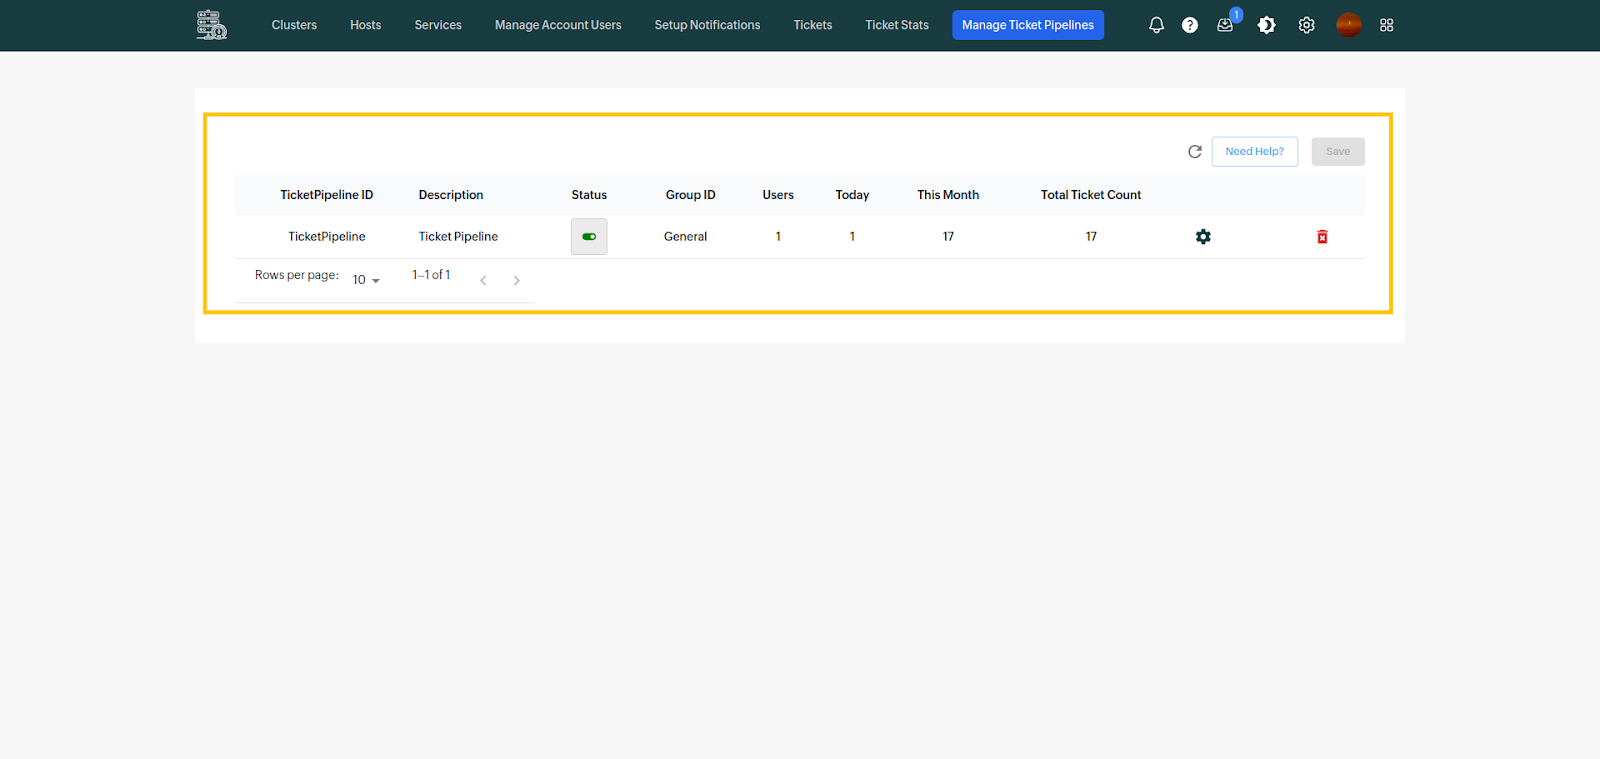 Clusters Hosts Services Manage Account Users Setup Notifications Tickets Ticket Stats Manage Ticket Pipelines 1
Need Help? Save
TicketPipeline ID Description Status Group ID Users Today This Month Total Ticket Count
TicketPipeline Ticket Pipeline General 1 1 17 17
Rows per page: 10 1–1 of 1